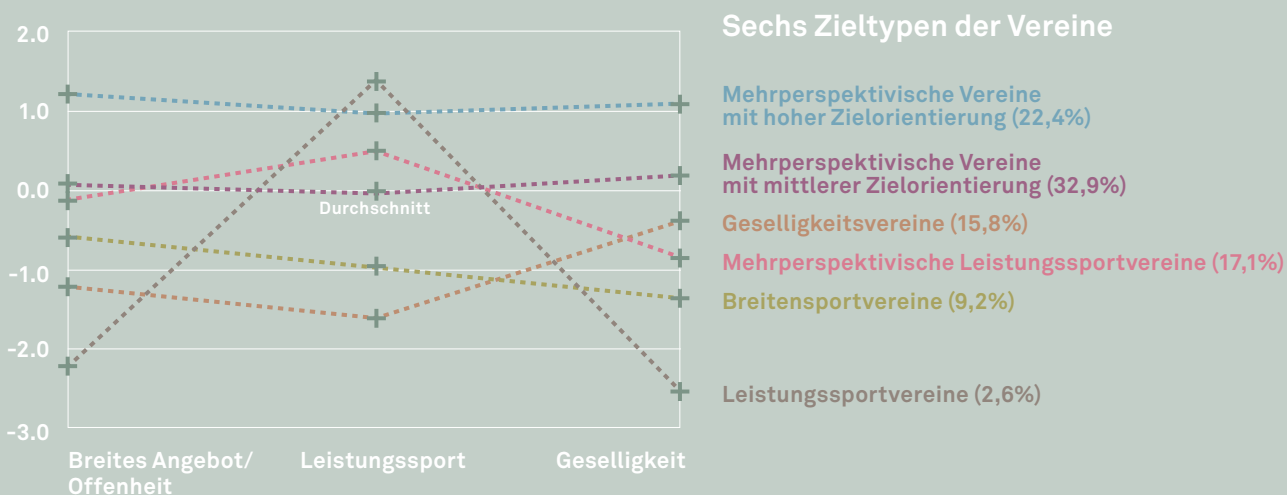 Sechs Zieltypen der Vereine
2.0
1.0
0.0
-1.0
-2.0
-3.0
Durchschnitt
Breites Angebot/
Offenheit
Leistungssport
Geselligkeit
Mehrperspektivische Vereine
mit hoher Zielorientierung (22,4%)
Mehrperspektivische Vereine
mit mittlerer Zielorientierung (32,9%)
Geselligkeitsvereine (15,8%)
Mehrperspektivische Leistungssportvereine (17,1%)
Breitensportvereine (9,2%)
Leistungssportvereine (2,6%)